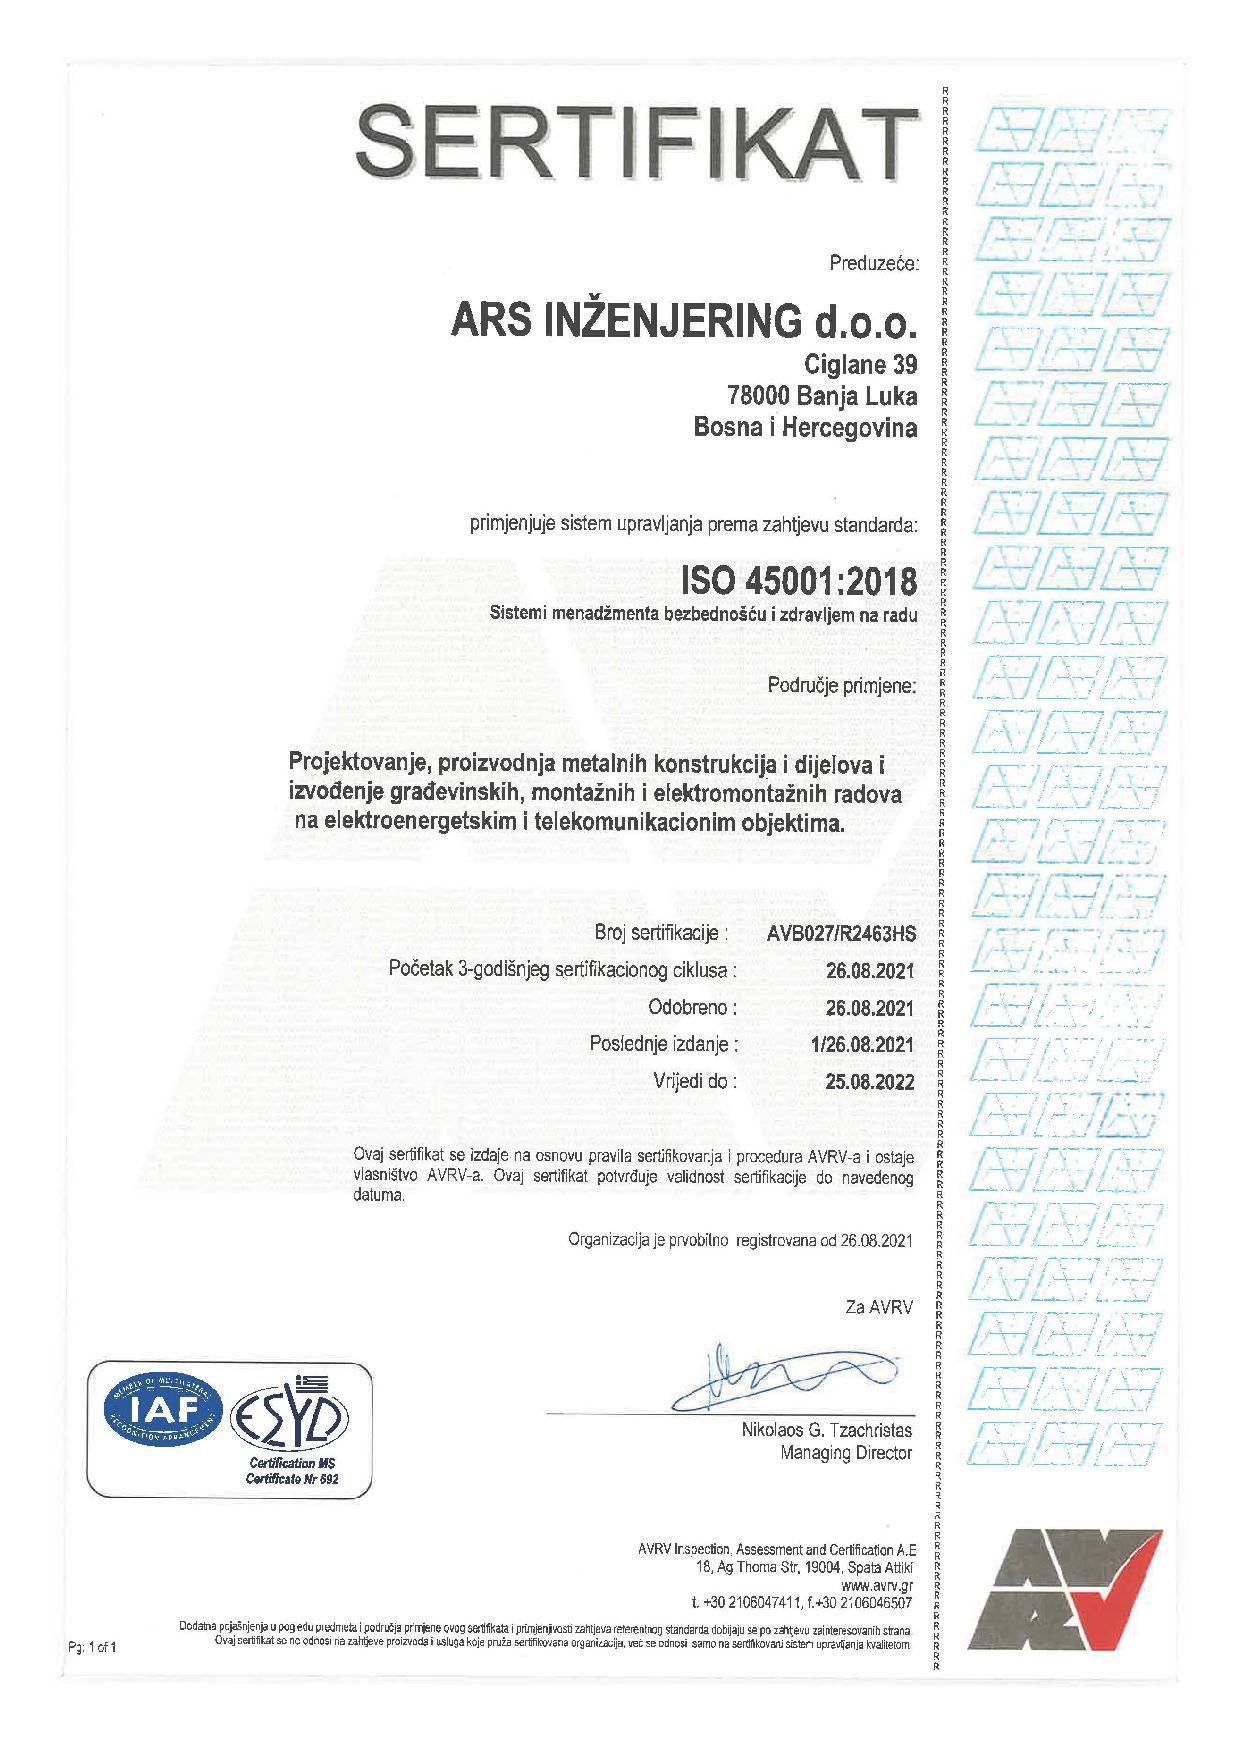 SERTIFIKAT
Preduzeće:
ARS INŽENJERING d.o.o.
Ciglane 39
78000 Banja Luka
Bosna i Hercegovina
primjenjuje sistem upravljanja prema zahtjevu standarda:
ISO 45001:2018
Sistemi menadžmenta bezbednošću i zdravljem na radu
Područje primjene:
Projektovanje, proizvodnja metalnih konstrukcija i dijelova i
izvođenje građevinskih, montažnih i elektromontažnih radova
na elektroenergetskim i telekomunikacionim objektima.
Broj sertifikacije : AVB027/R2463HS
Početak 3-godišnjeg sertifikacionog ciklusa : 26.08.2021
Odobreno : 26.08.2021
Poslednje izdanje : 1/26.08.2021
Vrijedi do : 25.08.2022
Ovaj sertifikat se izdaje na osnovu pravila sertifikovanja i procedura AVRV-a i ostaje
vlasništvo AVRV-a. Ovaj sertifikat potvrđuje validnost sertifikacije do navedenog
datuma.
Organizacija je prvobitno registrovana od 26.08.2021
Za AVRV
Nikolaos G. Tzachristas
Managing Director
MEMBER OF MULTILATERAL
IAF
RECOGNITION ARRANGEMENT
ESYD
Certification MS
Certificate Nr 692
AVRV Inspection, Assessment and Certification A.E
18, Ag Thoma Str, 19004, Spata Attiki
www.avrv.gr
t. +30 2106047411, f.+30 2106046507
Dodatna pojašnjenja u pogledu predmeta i područja primjene ovog sertifikata i primjenjivosti zahtjeva referentnog standarda dobijaju se po zahtjevu zainteresovanih strana.
Ovaj sertifikat se ne odnosi na zahtjeve proizvoda i usluga koje pruža sertifikovana organizacija, već se odnosi samo na sertifikovani sistem upravljanja kvalitetom
Pg: 1 of 1
AVRV